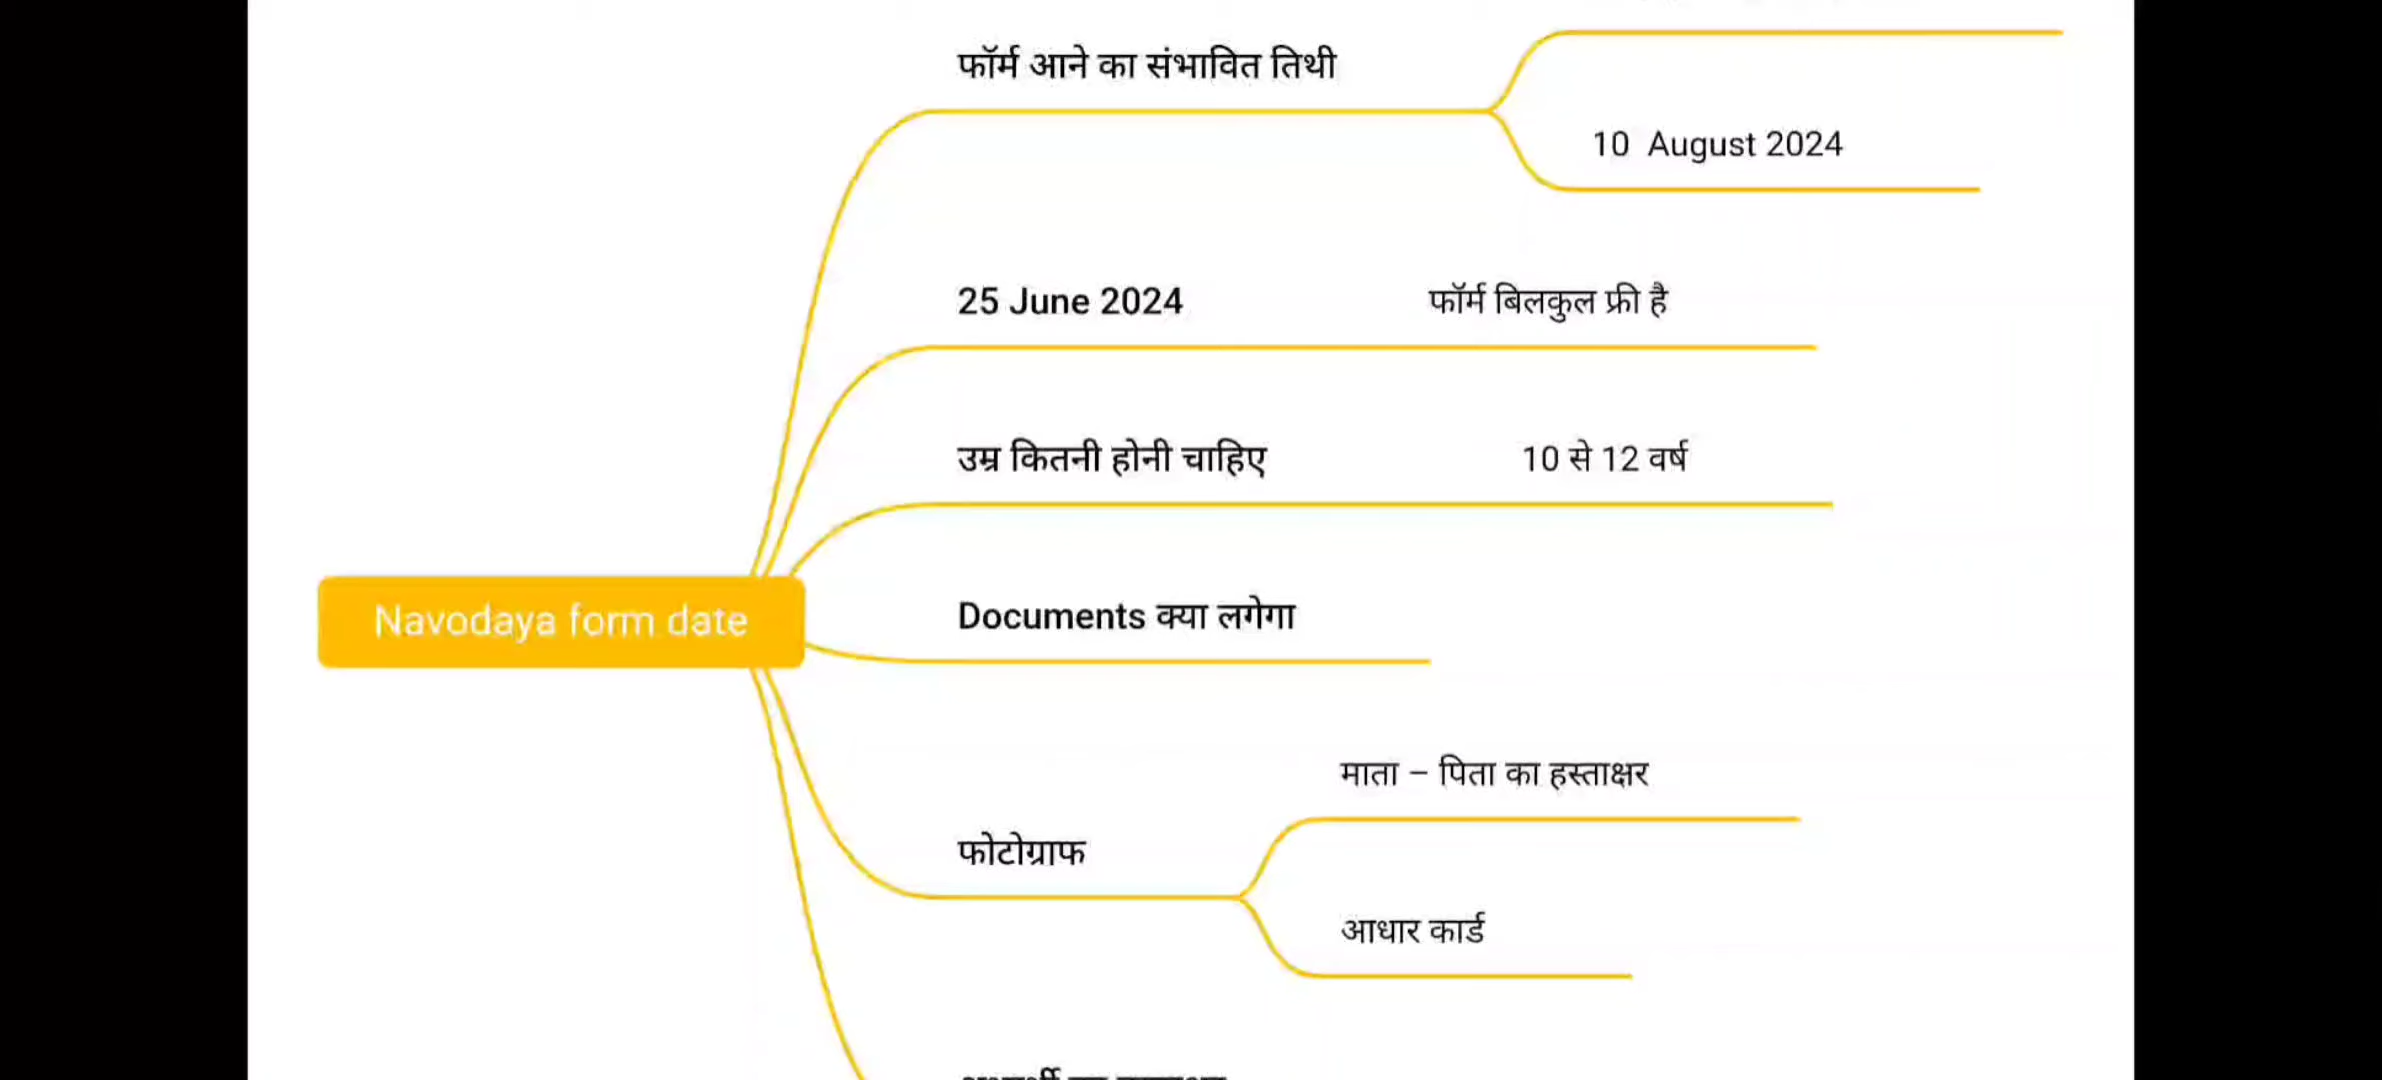 फॉर्म आने का संभावित तिथी
10 August 2024
25 June 2024
फॉर्म बिलकुल फ्री है
उम्र कितनी होनी चाहिए
10 से 12 वर्ष
Navodaya form date
Documents क्या लगेगा
माता – पिता का हस्ताक्षर
फोटोग्राफ
आधार कार्ड